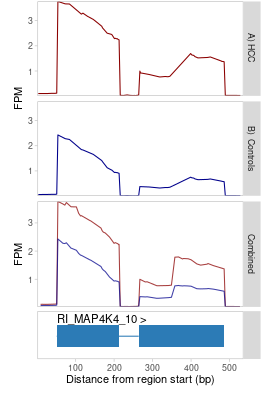 3
2
1
A) HCC
FPM
3
2
1
B) Controls
3
2
1
FPM
Combined
RI_MAP4K4_10 >
100 200 300 400 500
Distance from region start (bp)